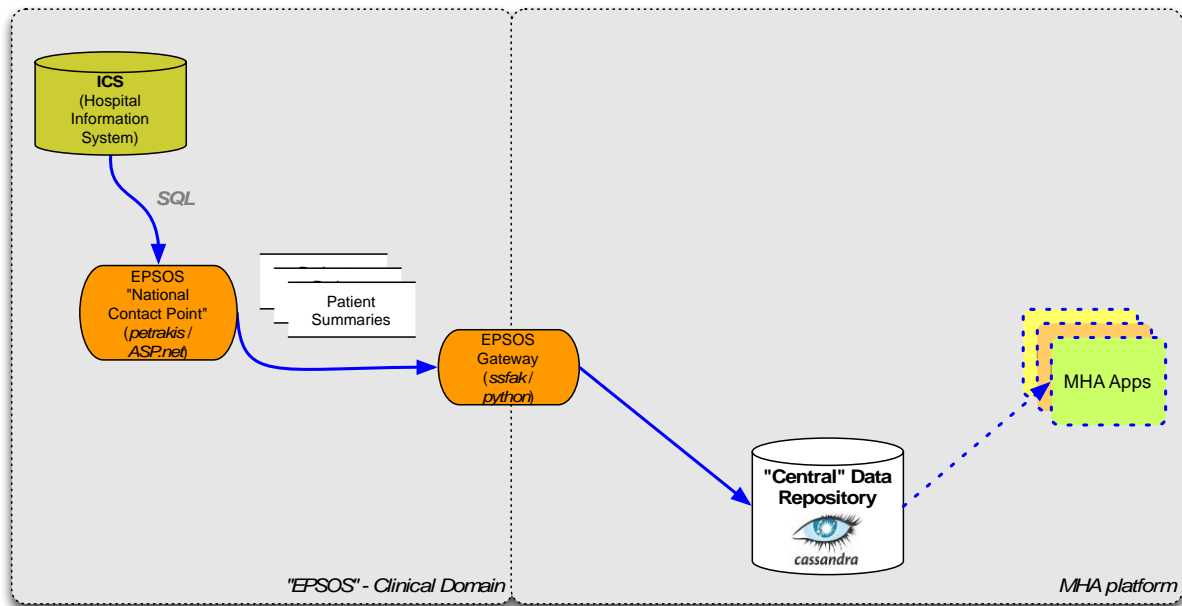 ICS
(Hospital
Information
System)
SQL
EPSOS
"National
Contact Point"
(petrakis /
ASP.net)
Patient
Summaries
EPSOS
Gateway
(ssfak /
python)
MHA Apps
"Central" Data
Repository
cassandra
"EPSOS" - Clinical Domain
MHA platform